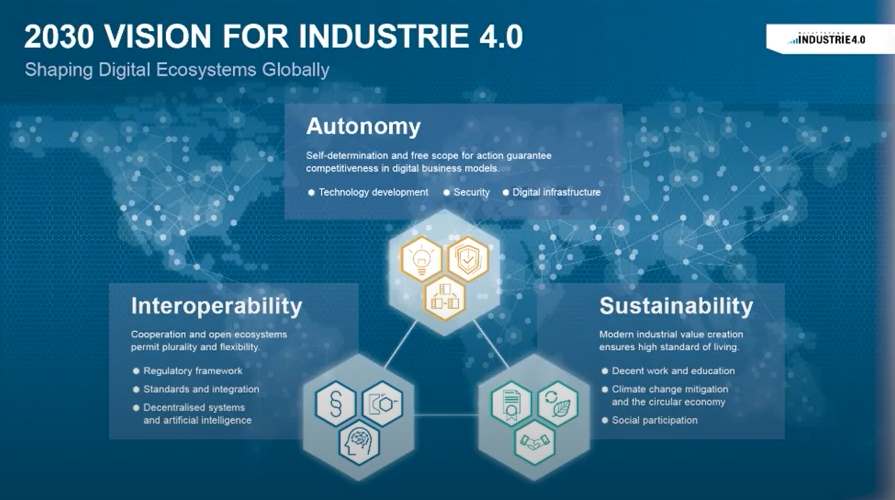 2030 VISION FOR INDUSTRIE 4.0
Shaping Digital Ecosystems Globally
INDUSTRIE4.0
Autonomy
Self-determination and free scope for action guarantee
competitiveness in digital business models.
Technology development
Security
Digital infrastructure
Interoperability
Cooperation and open ecosystems
permit plurality and flexibility.
Regulatory framework
Standards and integration
Decentralised systems
and artificial intelligence
Sustainability
Modern industrial value creation
ensures high standard of living.
Decent work and education
Climate change mitigation
and the circular economy
Social participation
§